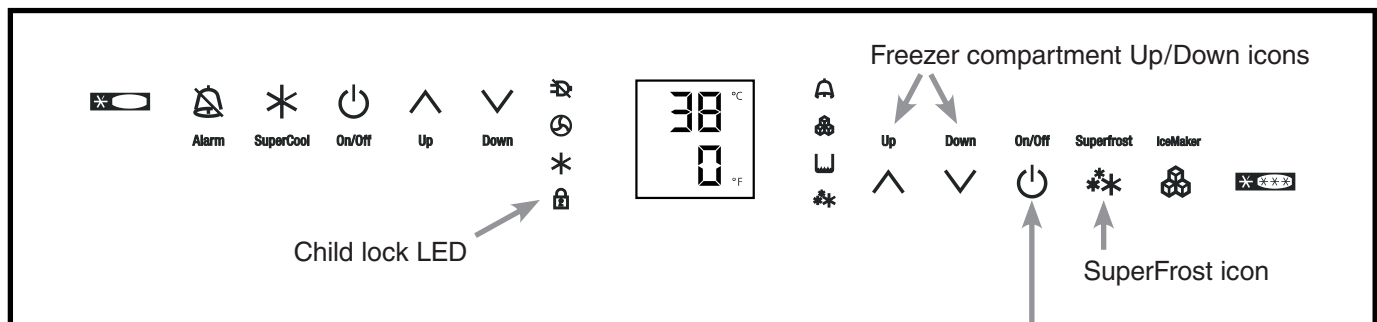 Freezer compartment Up/Down icons
Alarm SuperCool On/Off Up Down
38 °C
0 °F
Up Down On/Off Superfrost IceMaker
Child lock LED
SuperFrost icon